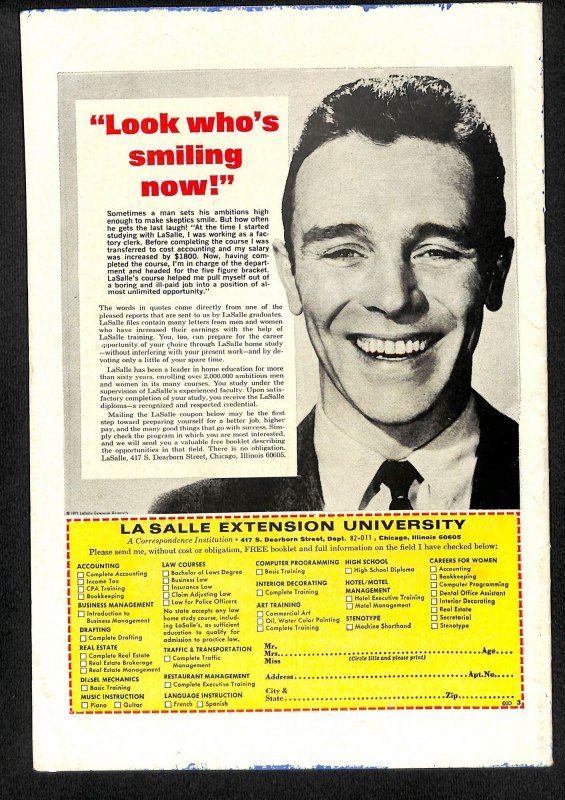 “Look who’s
smiling
now!”
Sometimes a man sets his ambitions high
enough to make skeptics smile. But how often
he gets the last laugh! “At the time I started
studying with LaSalle, I was working as a fac-
tory clerk. Before completing the course I was
transferred to cost accounting and my salary
was increased by $1800. Now, having com-
pleted the course, I’m in charge of the depart-
ment and headed for the five figure bracket.
LaSalle’s course helped me pull myself out of
a boring and ill-paid job into a position of al-
most unlimited opportunity.”
The words in quotes come directly from one of the
pleased reports that are sent to us by LaSalle graduates.
LaSalle files contain many letters from men and women
who have increased their earnings with the help of
LaSalle training. You, too, can prepare for the career
opportunity of your choice through LaSalle home study
—without interfering with your present work—and by de-
voting only a little of your spare time.
LaSalle has been a leader in home education for more
than sixty years, enrolling over 2,000,000 ambitious men
and women in its many courses. You study under the
supervision of LaSalle’s experienced faculty. Upon satis-
factory completion of your study, you receive the LaSalle
diploma—a recognized and respected credential.
Mailing the LaSalle coupon below may be the first
step toward preparing yourself for a better job, higher
pay, and the many good things that go with success. Sim-
ply check the program in which you are most interested,
and we will send you a valuable free booklet describing
the opportunities in that field. There is no obligation.
LaSalle, 417 S. Dearborn Street, Chicago, Illinois 60605.
LaSalle Extension University
LA SALLE EXTENSION UNIVERSITY
A Correspondence Institution • 417 S. Dearborn Street, Dept. 82-011, Chicago, Illinois 60605
Please send me, without cost or obligation, FREE booklet and full information on the field I have checked below:
ACCOUNTING
Complete Accounting
Income Tax
CPA Training
Bookkeeping
BUSINESS MANAGEMENT
Introduction to
Business Management
DRAFTING
Complete Drafting
REAL ESTATE
Complete Real Estate
Real Estate Brokerage
Real Estate Management
DIESEL MECHANICS
Basic Training
MUSIC INSTRUCTION
Piano Guitar
LAW COURSES
Bachelor of Laws Degree
Business Law
Insurance Law
Claim Adjusting Law
Law for Police Officers
No state accepts any law
home study course, includ-
ing LaSalle’s, as sufficient
education to qualify for
admission to practice law.
TRAFFIC & TRANSPORTATION
Complete Traffic
Management
RESTAURANT MANAGEMENT
Complete Executive Training
LANGUAGE INSTRUCTION
French Spanish
COMPUTER PROGRAMMING
Basic Training
INTERIOR DECORATING
Complete Training
ART TRAINING
Commercial Art
Oil, Water Color Painting
Complete Training
HIGH SCHOOL
High School Diploma
HOTEL/MOTEL
MANAGEMENT
Hotel Executive Training
Motel Management
STENOTYPE
Machine Shorthand
CAREERS FOR WOMEN
Accounting
Bookkeeping
Computer Programming
Dental Office Assistant
Interior Decorating
Real Estate
Secretarial
Stenotype
Mr.
Mrs. Age
Miss (Circle title and please print)
Address Apt. No.
City &
State Zip
3